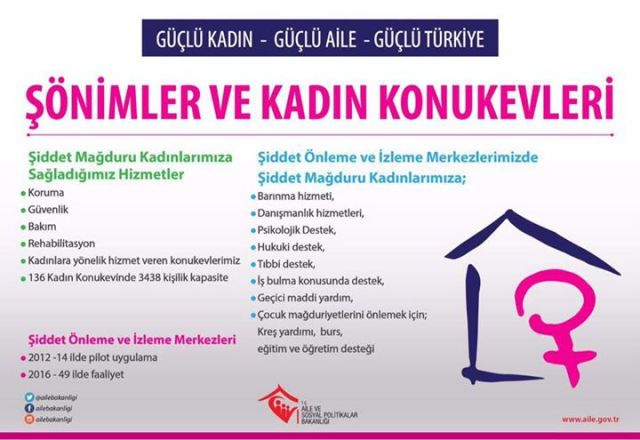 GÜÇLÜ KADIN - GÜÇLÜ AİLE - GÜÇLÜ TÜRKİYE
ŞÖNİMLER VE KADIN KONUKEVLERİ
Şiddet Mağduru Kadınlarımıza
Sağladığımız Hizmetler
Koruma
Güvenlik
Bakım
Rehabilitasyon
Kadınlara yönelik hizmet veren konukevlerimiz
136 Kadın Konukevinde 3438 kişilik kapasite
Şiddet Önleme ve İzleme Merkezleri
2012 -14 ilde pilot uygulama
2016 - 49 ilde faaliyet
Şiddet Önleme ve İzleme Merkezlerimizde
Şiddet Mağduru Kadınlarımıza;
Barınma hizmeti,
Danışmanlık hizmetleri,
Psikolojik Destek,
Hukuki destek,
Tıbbi destek,
İş bulma konusunda destek,
Geçici maddi yardım,
Çocuk mağduriyetlerini önlemek için;
Kreş yardımı, burs,
eğitim ve öğretim desteği
@ailebakanligi
ailebakanligi
ailebakanligi
T.C.
AİLE VE
SOSYAL POLİTİKALAR
BAKANLIĞI
www.aile.gov.tr